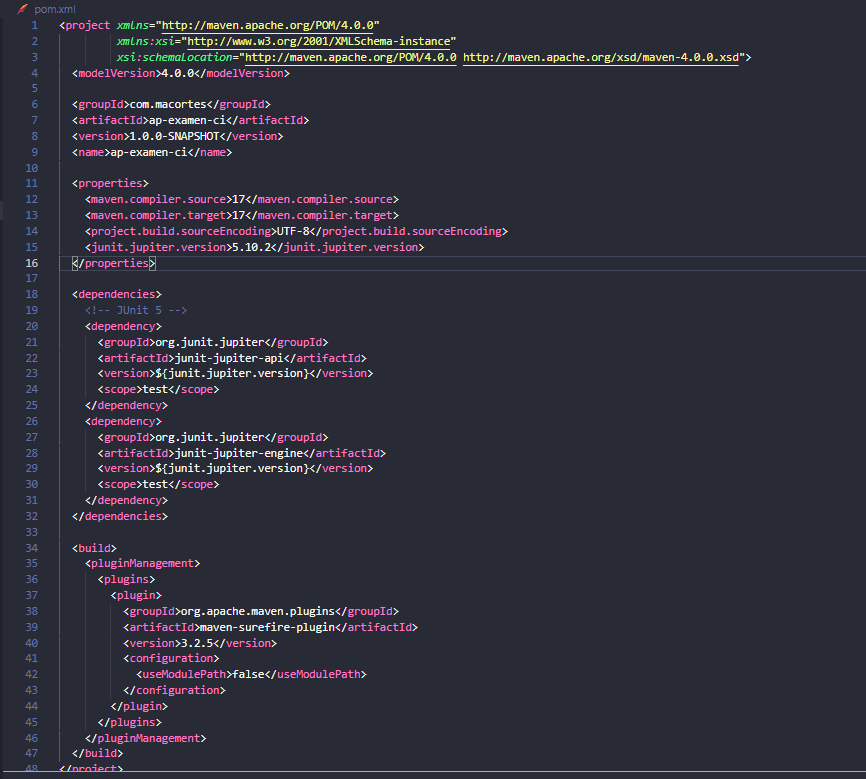 pom.xml
1 <project xmlns="http://maven.apache.org/POM/4.0.0"
2 xmlns:xsi="http://www.w3.org/2001/XMLSchema-instance"
3 xsi:schemaLocation="http://maven.apache.org/POM/4.0.0 http://maven.apache.org/xsd/maven-4.0.0.xsd">
4 <modelVersion>4.0.0</modelVersion>
5
6 <groupId>com.macortes</groupId>
7 <artifactId>ap-examen-ci</artifactId>
8 <version>1.0.0-SNAPSHOT</version>
9 <name>ap-examen-ci</name>
10
11 <properties>
12 <maven.compiler.source>17</maven.compiler.source>
13 <maven.compiler.target>17</maven.compiler.target>
14 <project.build.sourceEncoding>UTF-8</project.build.sourceEncoding>
15 <junit.jupiter.version>5.10.2</junit.jupiter.version>
16 </properties>
17
18 <dependencies>
19 <!-- JUnit 5 -->
20 <dependency>
21 <groupId>org.junit.jupiter</groupId>
22 <artifactId>junit-jupiter-api</artifactId>
23 <version>${junit.jupiter.version}</version>
24 <scope>test</scope>
25 </dependency>
26 <dependency>
27 <groupId>org.junit.jupiter</groupId>
28 <artifactId>junit-jupiter-engine</artifactId>
29 <version>${junit.jupiter.version}</version>
30 <scope>test</scope>
31 </dependency>
32 </dependencies>
33
34 <build>
35 <pluginManagement>
36 <plugins>
37 <plugin>
38 <groupId>org.apache.maven.plugins</groupId>
39 <artifactId>maven-surefire-plugin</artifactId>
40 <version>3.2.5</version>
41 <configuration>
42 <useModulePath>false</useModulePath>
43 </configuration>
44 </plugin>
45 </plugins>
46 </pluginManagement>
47 </build>
48 </project>